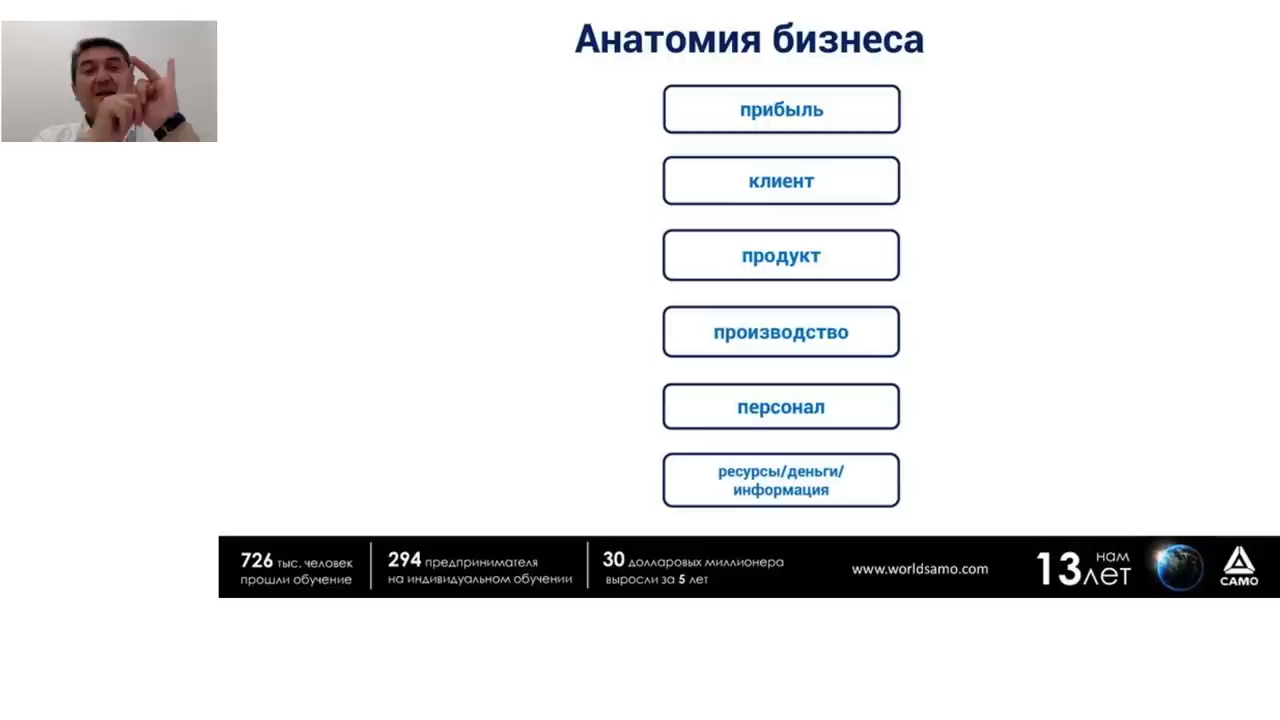 Анатомия бизнеса
прибыль
клиент
продукт
производство
персонал
ресурсы/деньги/
информация
726 тыс. человек
прошли обучение
294 предпринимателя
на индивидуальном обучении
30 долларовых миллионера
выросли за 5 лет
www.worldsamo.com
13 нам
лет
САМО